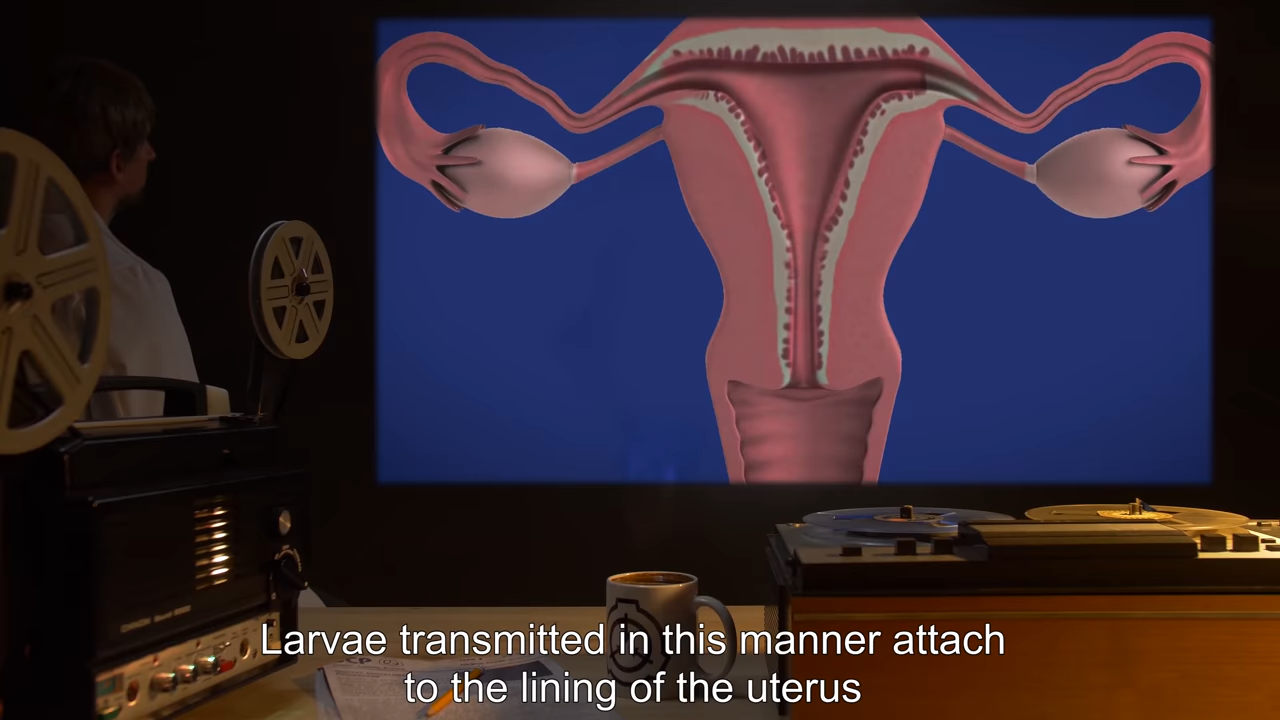 Larvae transmitted in this manner attach
to the lining of the uterus